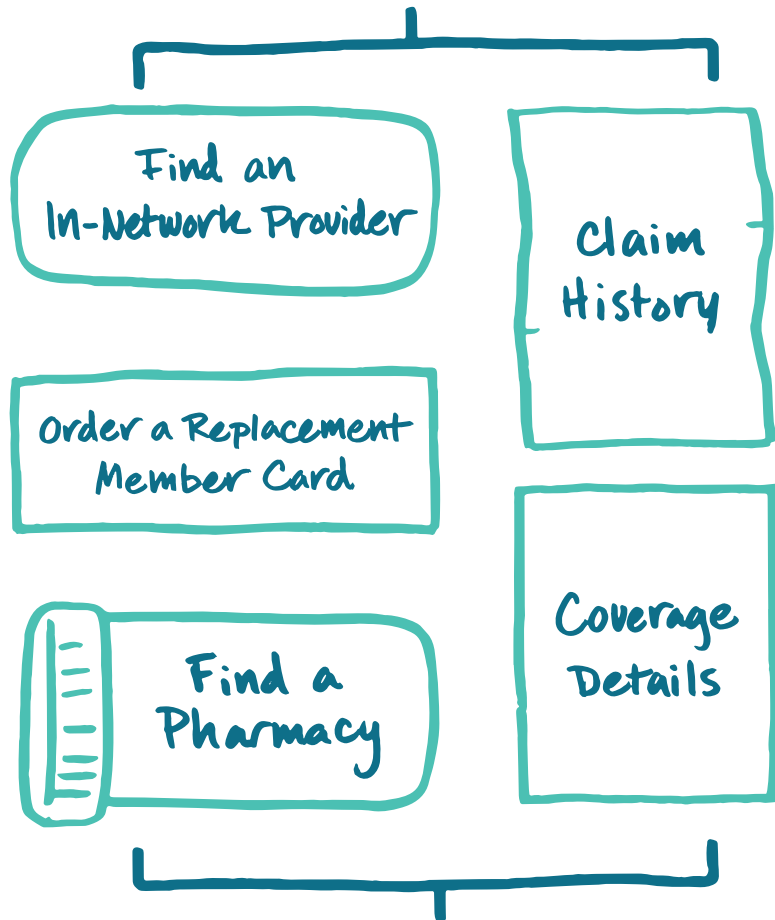 Find an
In-Network Provider
Claim
History
Order a Replacement
Member Card
Coverage
Details
Find a
Pharmacy